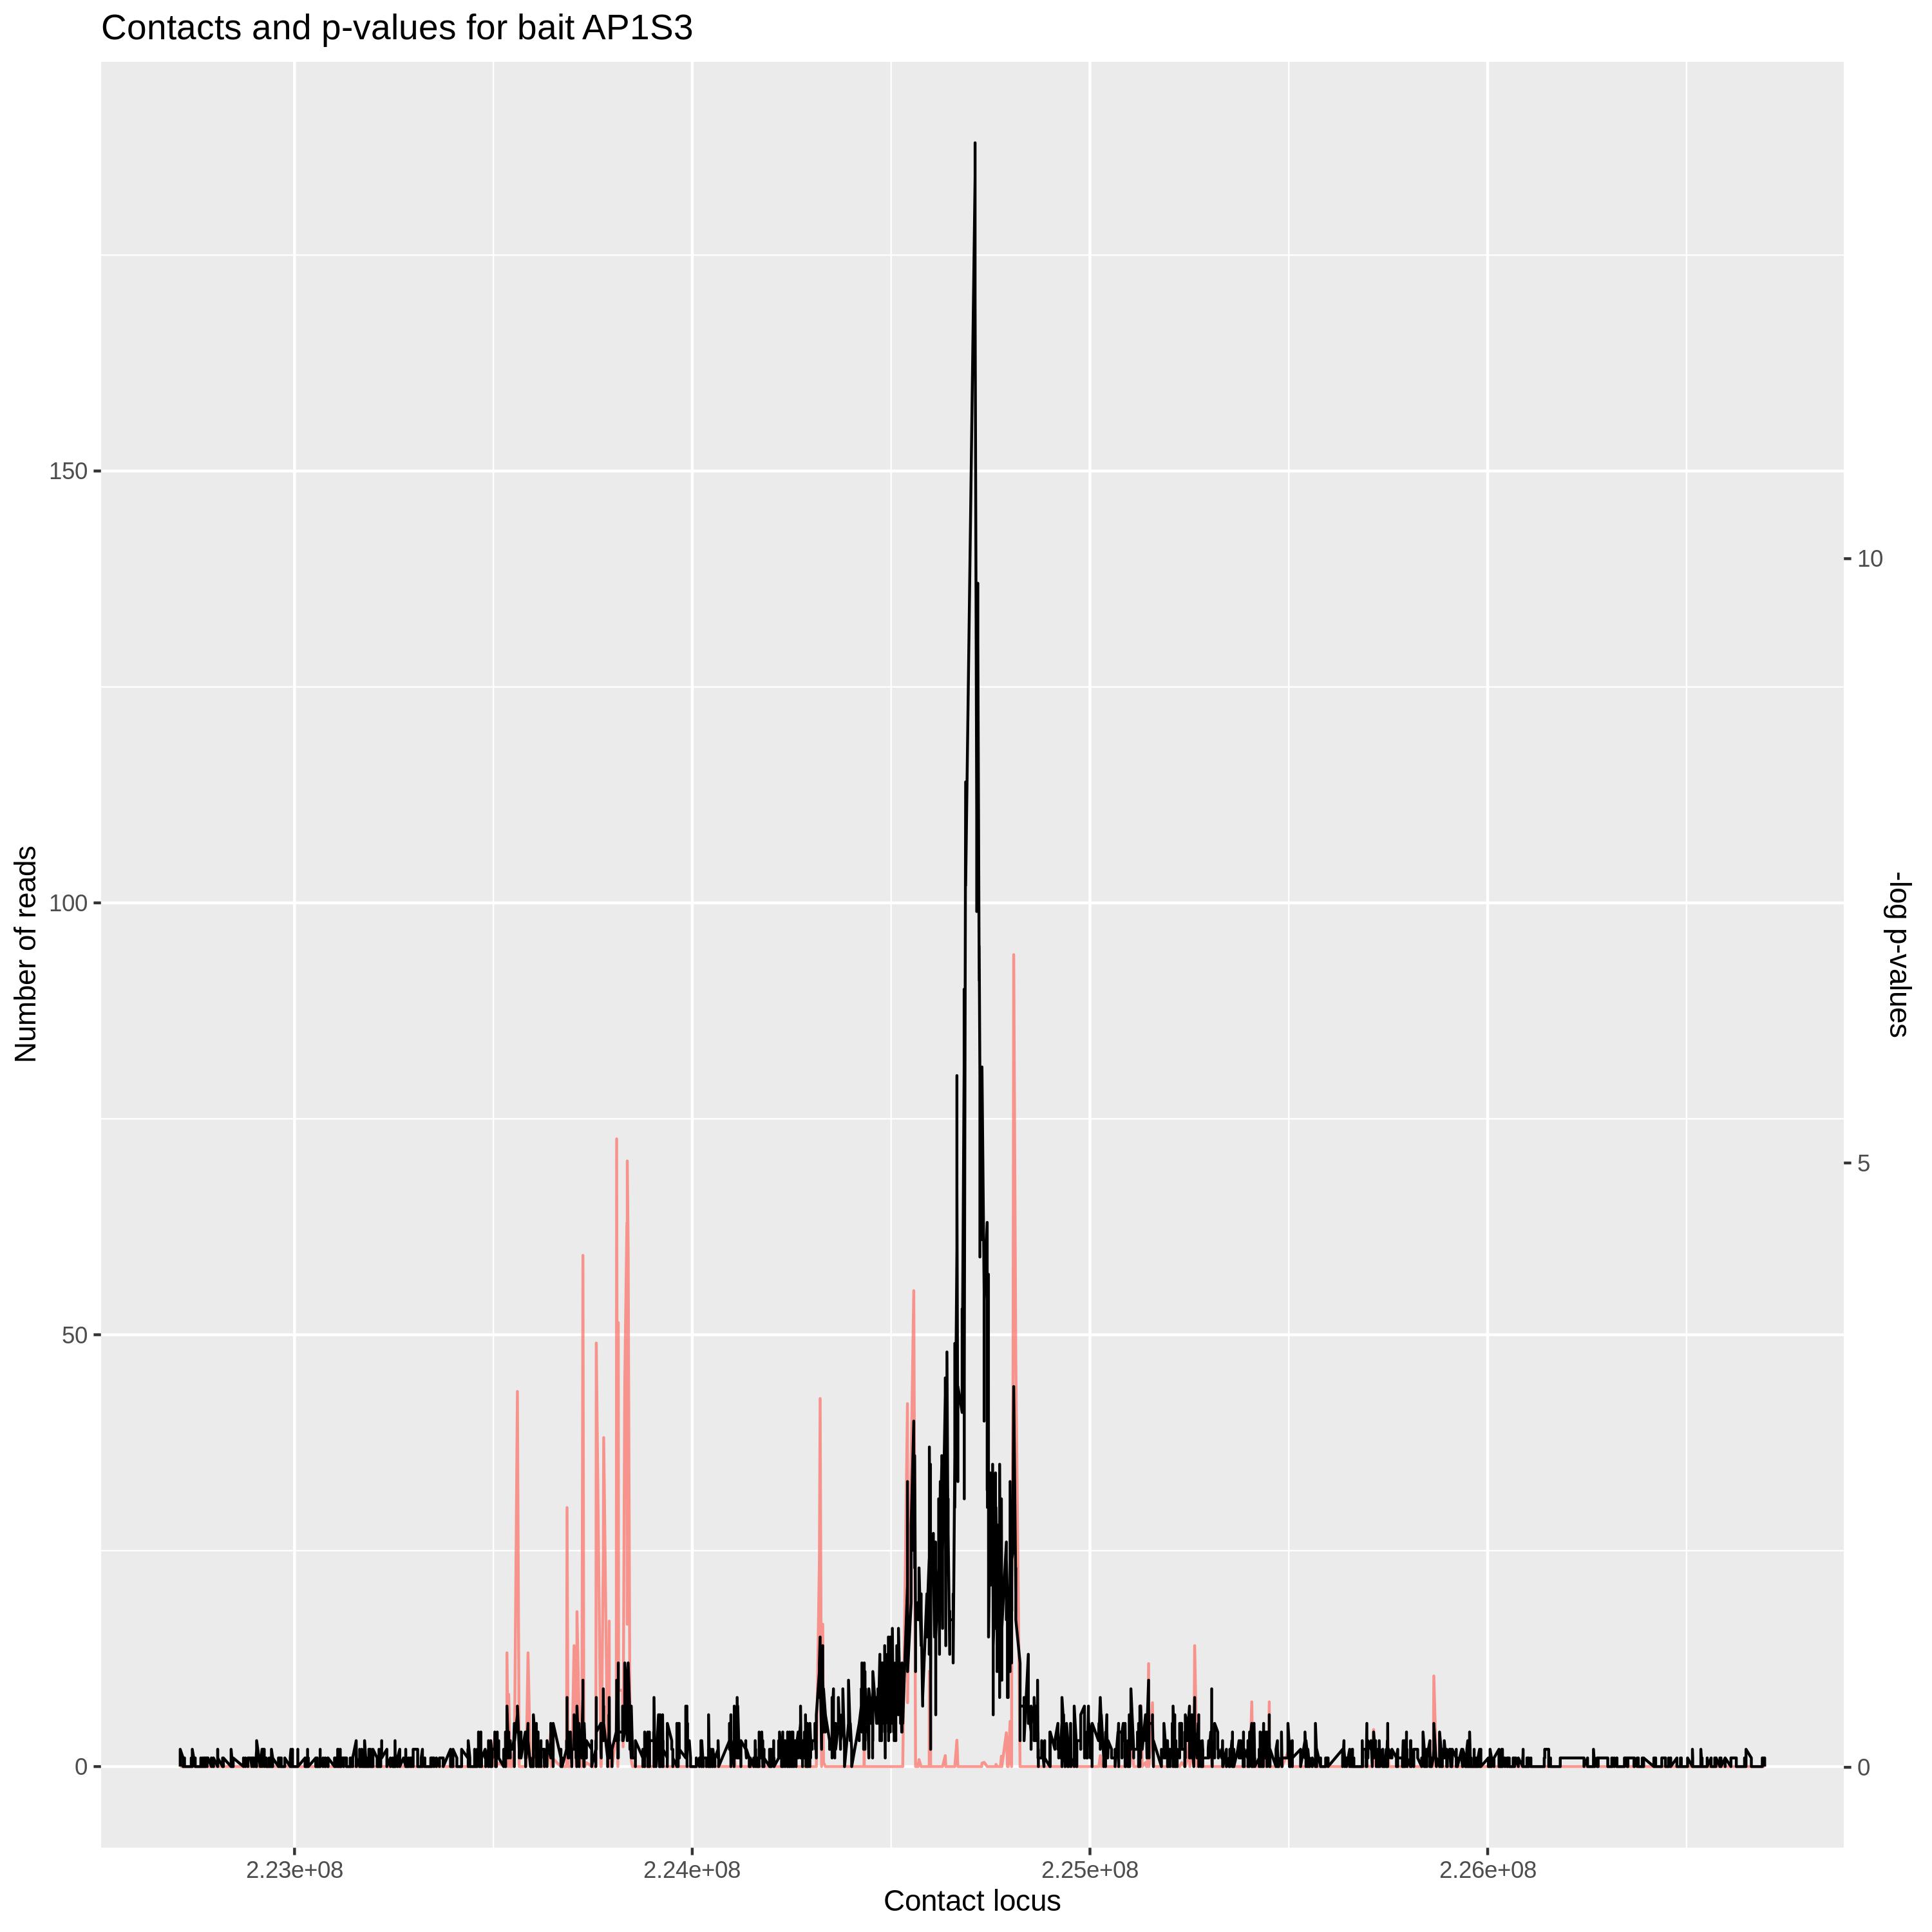 Contacts and p-values for bait AP1S3
150
100
50
0
10
5
0
Number of reads
-log p-values
2.23e+08
2.24e+08
2.25e+08
2.26e+08
Contact locus